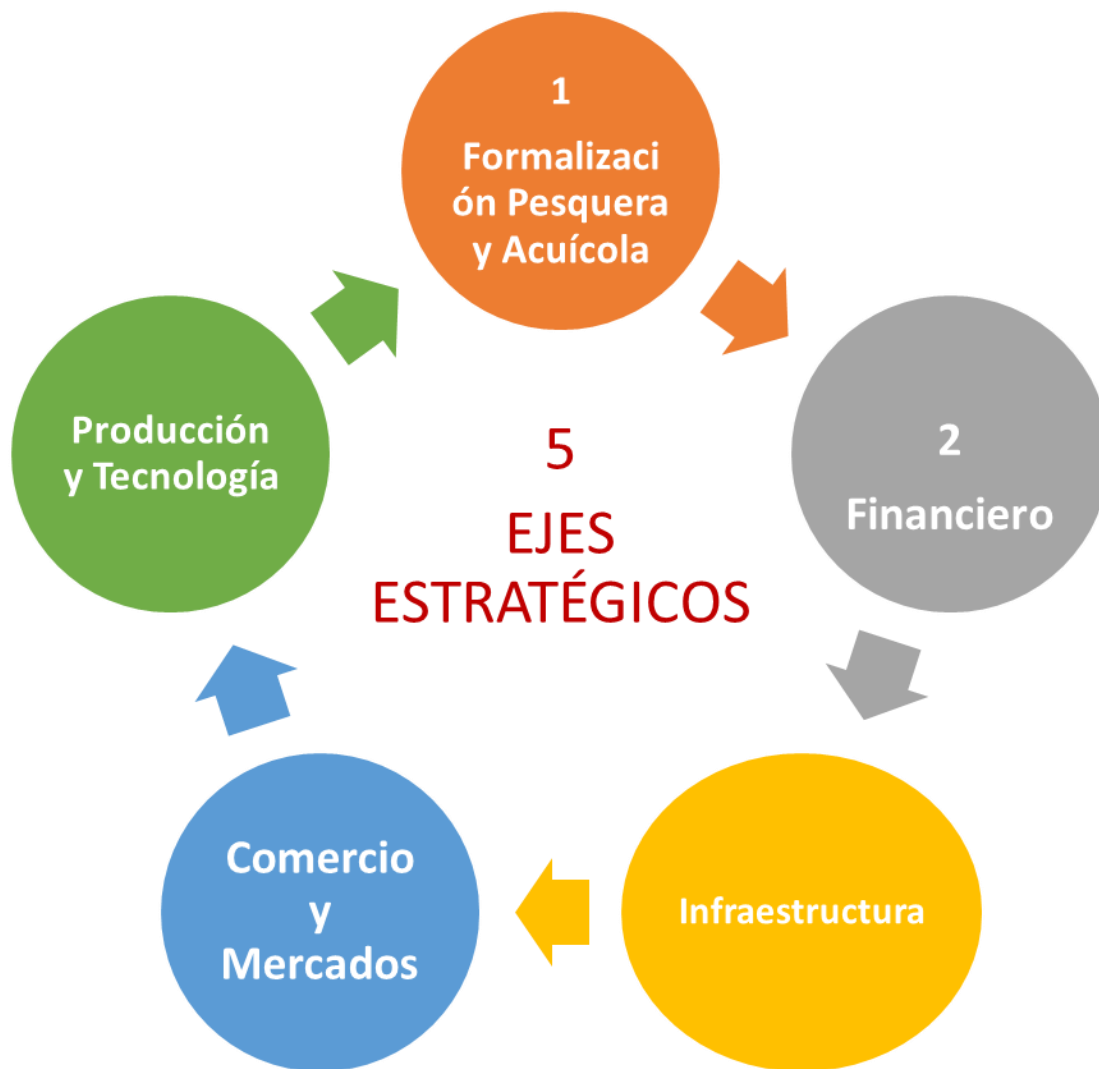 1
Formalizaci
ón Pesquera
y Acuícola
2
Financiero
Infraestructura
Comercio
y
Mercados
Producción
y Tecnología
5
EJES
ESTRATÉGICOS